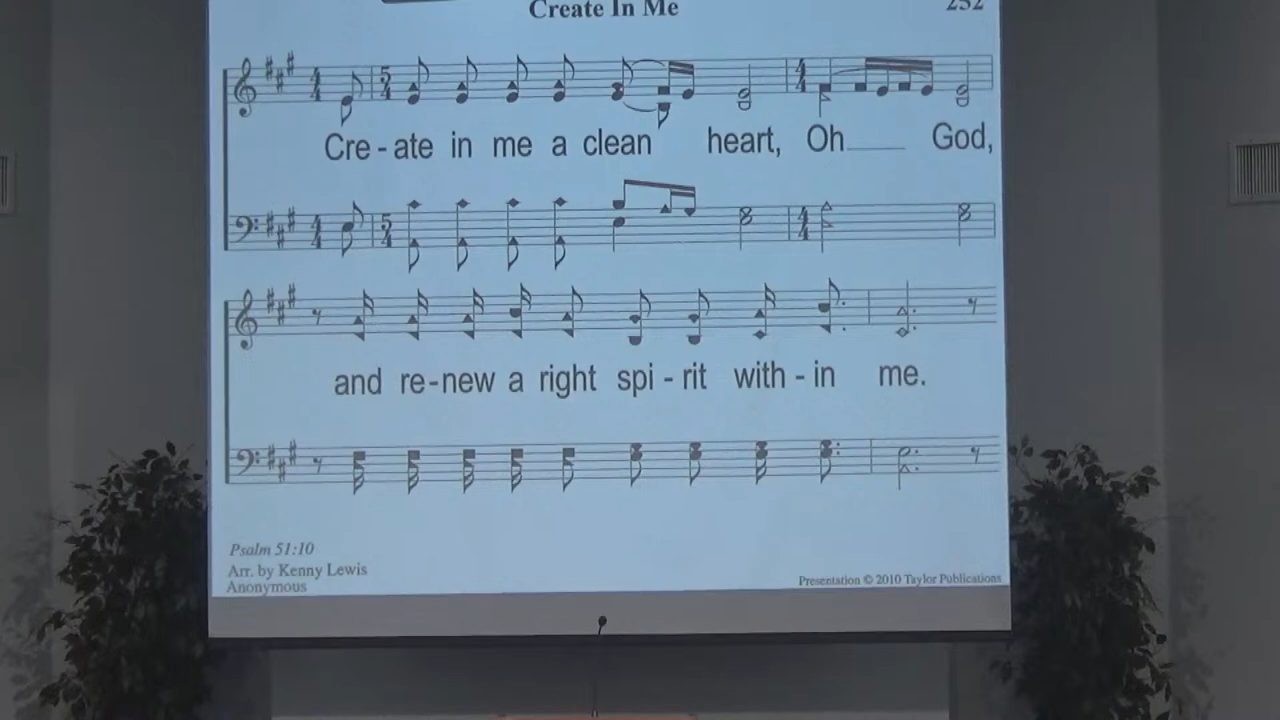 Create In Me 252
Cre - ate in me a clean heart, Oh___ God,
and re - new a right spi - rit with - in me.
Psalm 51:10
Arr. by Kenny Lewis
Anonymous
Presentation © 2010 Taylor Publications